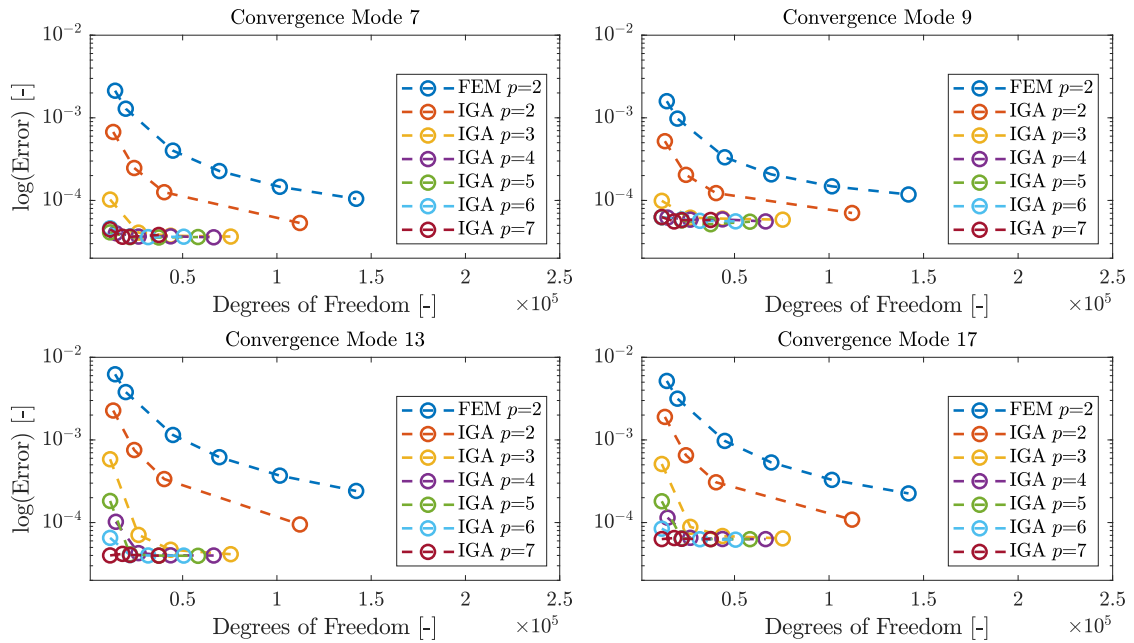 Convergence Mode 7
log(Error) [-]
10^-2
10^-3
10^-4
FEM p=2
IGA p=2
IGA p=3
IGA p=4
IGA p=5
IGA p=6
IGA p=7
0.5 1 1.5 2 2.5
Degrees of Freedom [-] ×10^5
Convergence Mode 9
10^-2
10^-3
10^-4
FEM p=2
IGA p=2
IGA p=3
IGA p=4
IGA p=5
IGA p=6
IGA p=7
0.5 1 1.5 2 2.5
Degrees of Freedom [-] ×10^5
Convergence Mode 13
log(Error) [-]
10^-2
10^-3
10^-4
FEM p=2
IGA p=2
IGA p=3
IGA p=4
IGA p=5
IGA p=6
IGA p=7
0.5 1 1.5 2 2.5
Degrees of Freedom [-] ×10^5
Convergence Mode 17
10^-2
10^-3
10^-4
FEM p=2
IGA p=2
IGA p=3
IGA p=4
IGA p=5
IGA p=6
IGA p=7
0.5 1 1.5 2 2.5
Degrees of Freedom [-] ×10^5